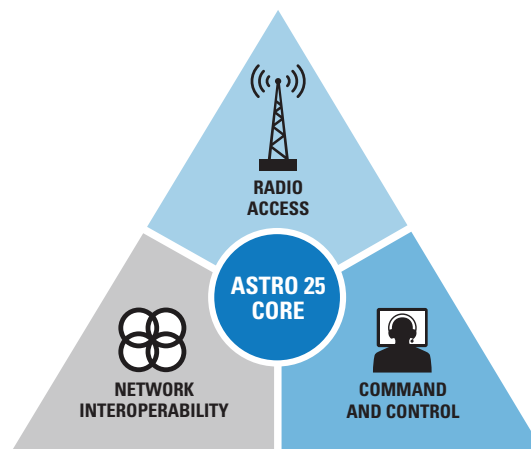 RADIO
ACCESS
ASTRO 25
CORE
NETWORK
INTEROPERABILITY
COMMAND
AND CONTROL